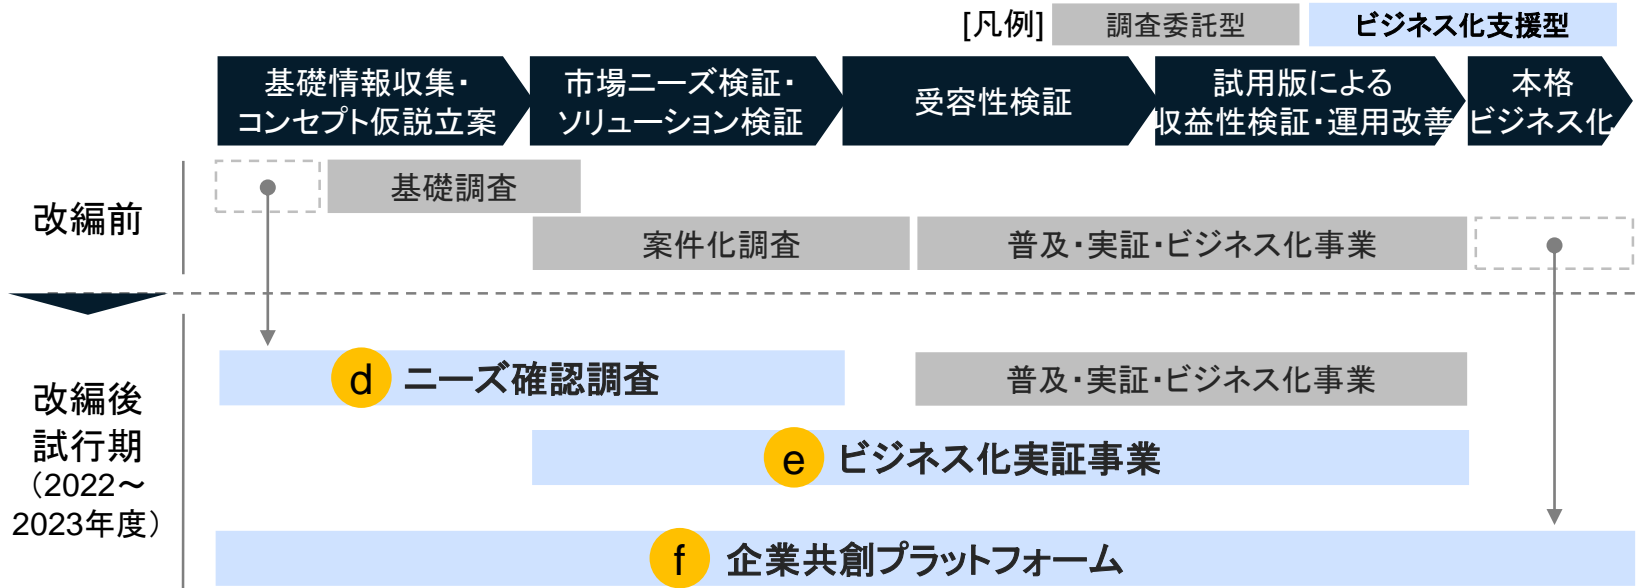 [凡例]
調査委託型
ビジネス化支援型
基礎情報収集・
コンセプト仮説立案
市場ニーズ検証・
ソリューション検証
受容性検証
試用版による
収益性検証・運用改善
本格
ビジネス化
改編前
基礎調査
案件化調査
普及・実証・ビジネス化事業
改編後
試行期
（2022～
2023年度）
d ニーズ確認調査
普及・実証・ビジネス化事業
e ビジネス化実証事業
f 企業共創プラットフォーム